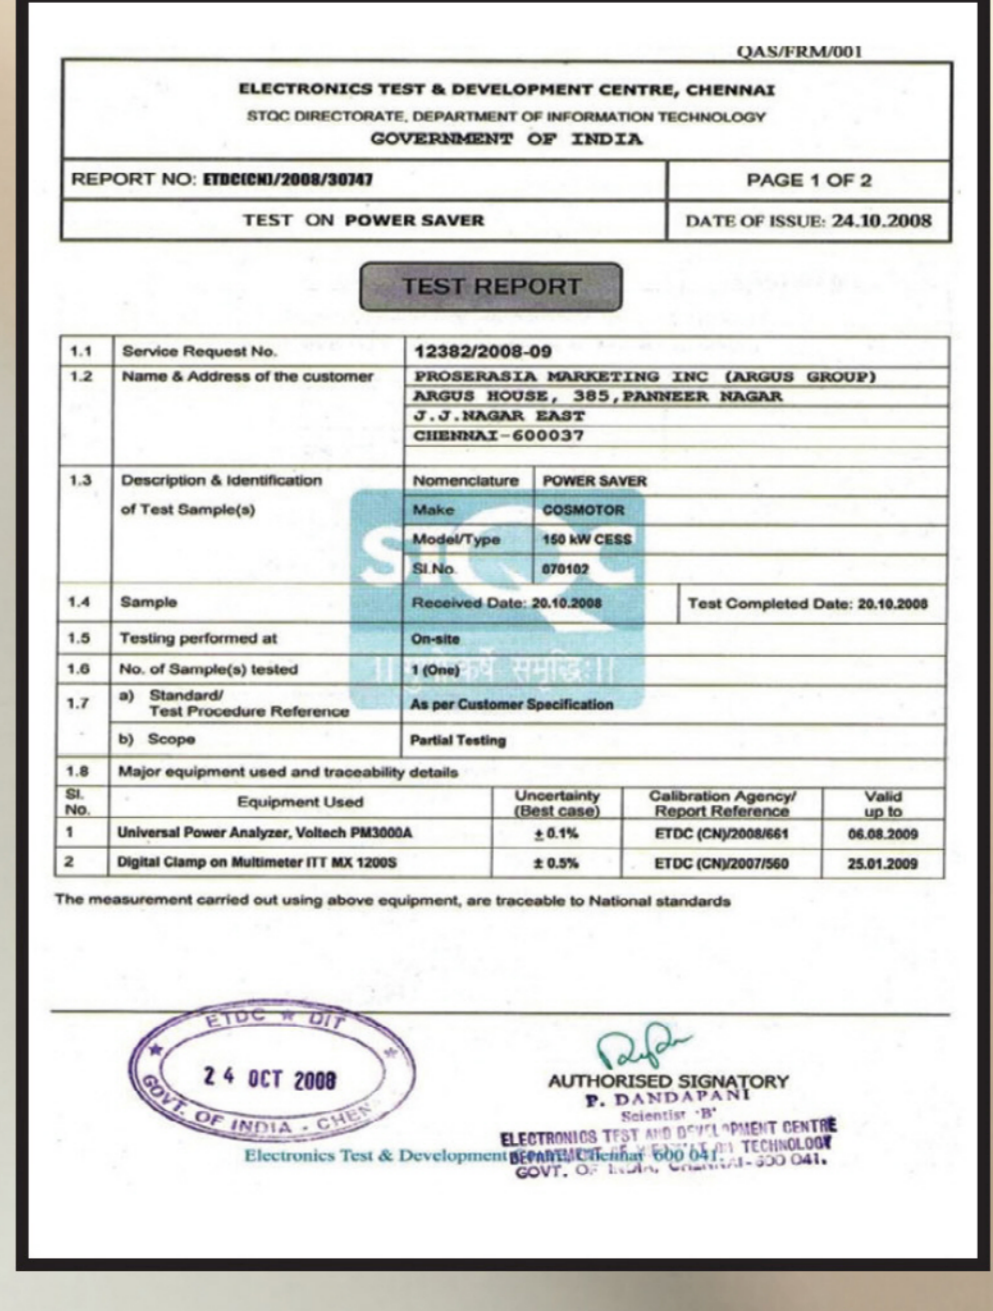 QAS/FRM/001
ELECTRONICS TEST & DEVELOPMENT CENTRE, CHENNAI
STQC DIRECTORATE, DEPARTMENT OF INFORMATION TECHNOLOGY
GOVERNMENT OF INDIA
REPORT NO: ETDC(CN)/2008/30747 PAGE 1 OF 2
TEST ON POWER SAVER DATE OF ISSUE: 24.10.2008
TEST REPORT
1.1 Service Request No. 12382/2008-09
1.2 Name & Address of the customer PROSERASIA MARKETING INC (ARGUS GROUP)
ARGUS HOUSE, 385, PANNEER NAGAR
J.J.NAGAR EAST
CHENNAI-600037
1.3 Description & Identification Nomenclature POWER SAVER
of Test Sample(s) Make COSMOTOR
Model/Type 150 kW CESS
Sl.No. 070102
1.4 Sample Received Date: 20.10.2008 Test Completed Date: 20.10.2008
1.5 Testing performed at On-site
1.6 No. of Sample(s) tested 1 (One)
1.7 a) Standard/
Test Procedure Reference As per Customer Specification
b) Scope Partial Testing
1.8 Major equipment used and traceability details
Sl. No. Equipment Used Uncertainty (Best case) Calibration Agency/ Report Reference Valid up to
1 Universal Power Analyzer, Voltech PM3000A ± 0.1% ETDC (CN)/2008/661 06.08.2009
2 Digital Clamp on Multimeter ITT MX 1200S ± 0.5% ETDC (CN)/2007/560 25.01.2009
The measurement carried out using above equipment, are traceable to National standards
ETDC ★ DIT
24 OCT 2008
GOVT. OF INDIA - CHEN
AUTHORISED SIGNATORY
P. DANDAPANI
Scientist 'B'
ELECTRONICS TEST AND DEVELOPMENT CENTRE
TECHNOLOGY
Electronics Test & Development Chennai 600 041.
GOVT. OF INDIA, CHENNAI-600 041.